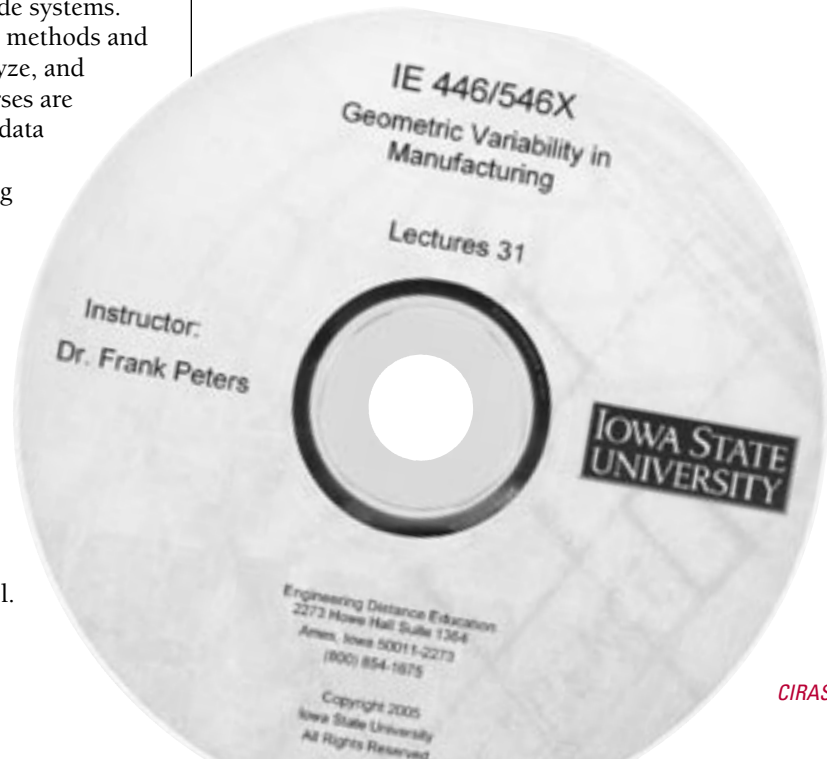 de systems.
methods and
yze, and
rses are
data
g
l.
IE 446/546X
Geometric Variability in
Manufacturing
Lectures 31
Instructor:
Dr. Frank Peters
IOWA STATE
UNIVERSITY
Engineering Distance Education
2273 Howe Hall Suite 1364
Ames, Iowa 50011-2273
(800) 854-1675
Copyright 2005
Iowa State University
All Rights Reserved
CIRAS